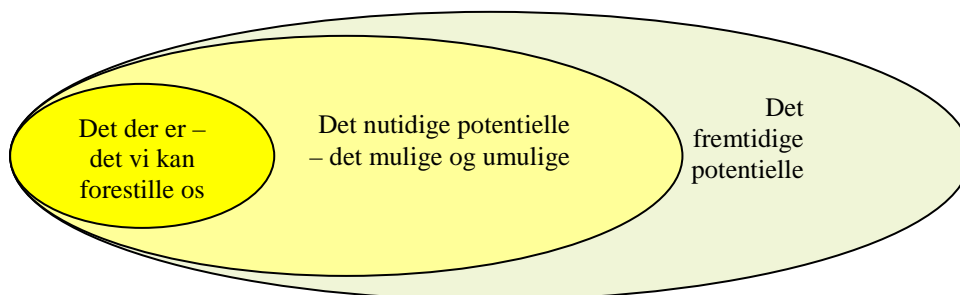 Det der er –
det vi kan
forestille os
Det nutidige potentielle
– det mulige og umulige
Det
fremtidige
potentielle